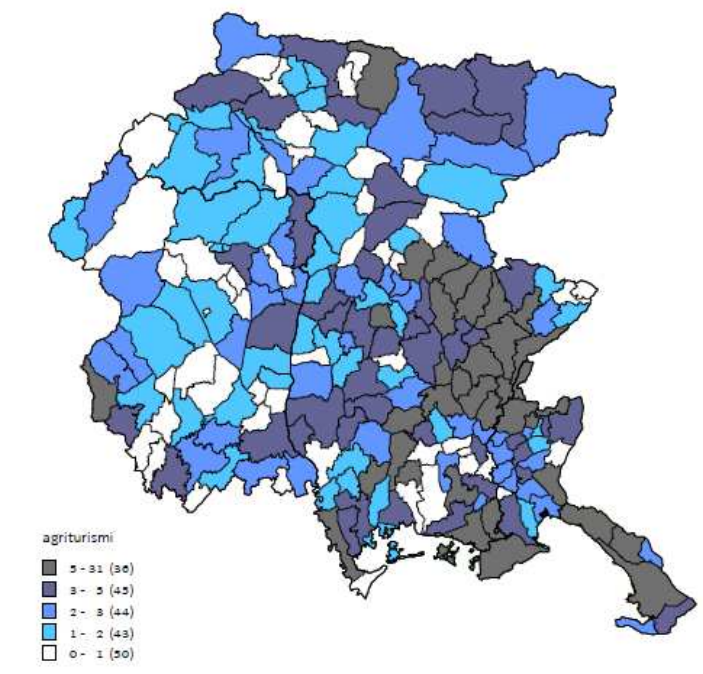 agriturismi
5 - 31 (36)
3 - 5 (45)
2 - 3 (44)
1 - 2 (43)
0 - 1 (50)